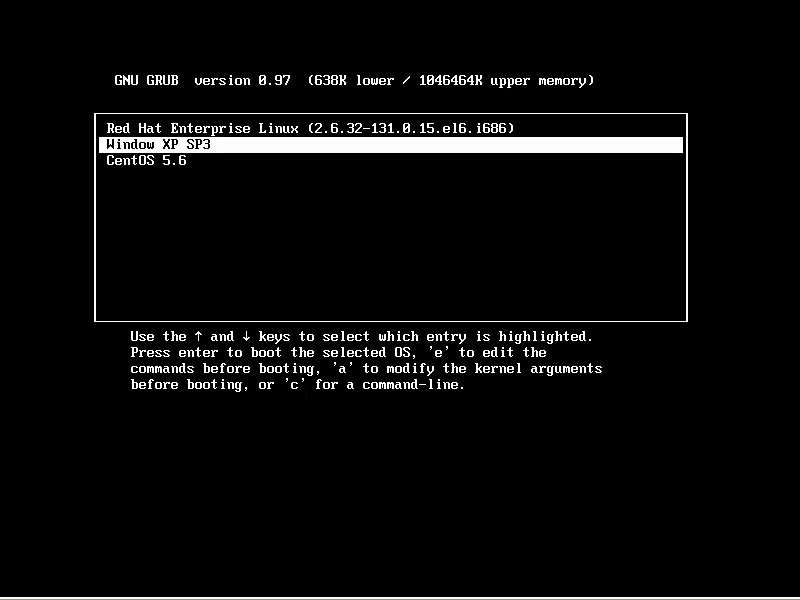 GNU GRUB  version 0.97  (638K lower / 1046464K upper memory)
Red Hat Enterprise Linux (2.6.32-131.0.15.el6.i686)
Window XP SP3
CentOS 5.6
Use the ↑ and ↓ keys to select which entry is highlighted.
Press enter to boot the selected OS, 'e' to edit the
commands before booting, 'a' to modify the kernel arguments
before booting, or 'c' for a command-line.